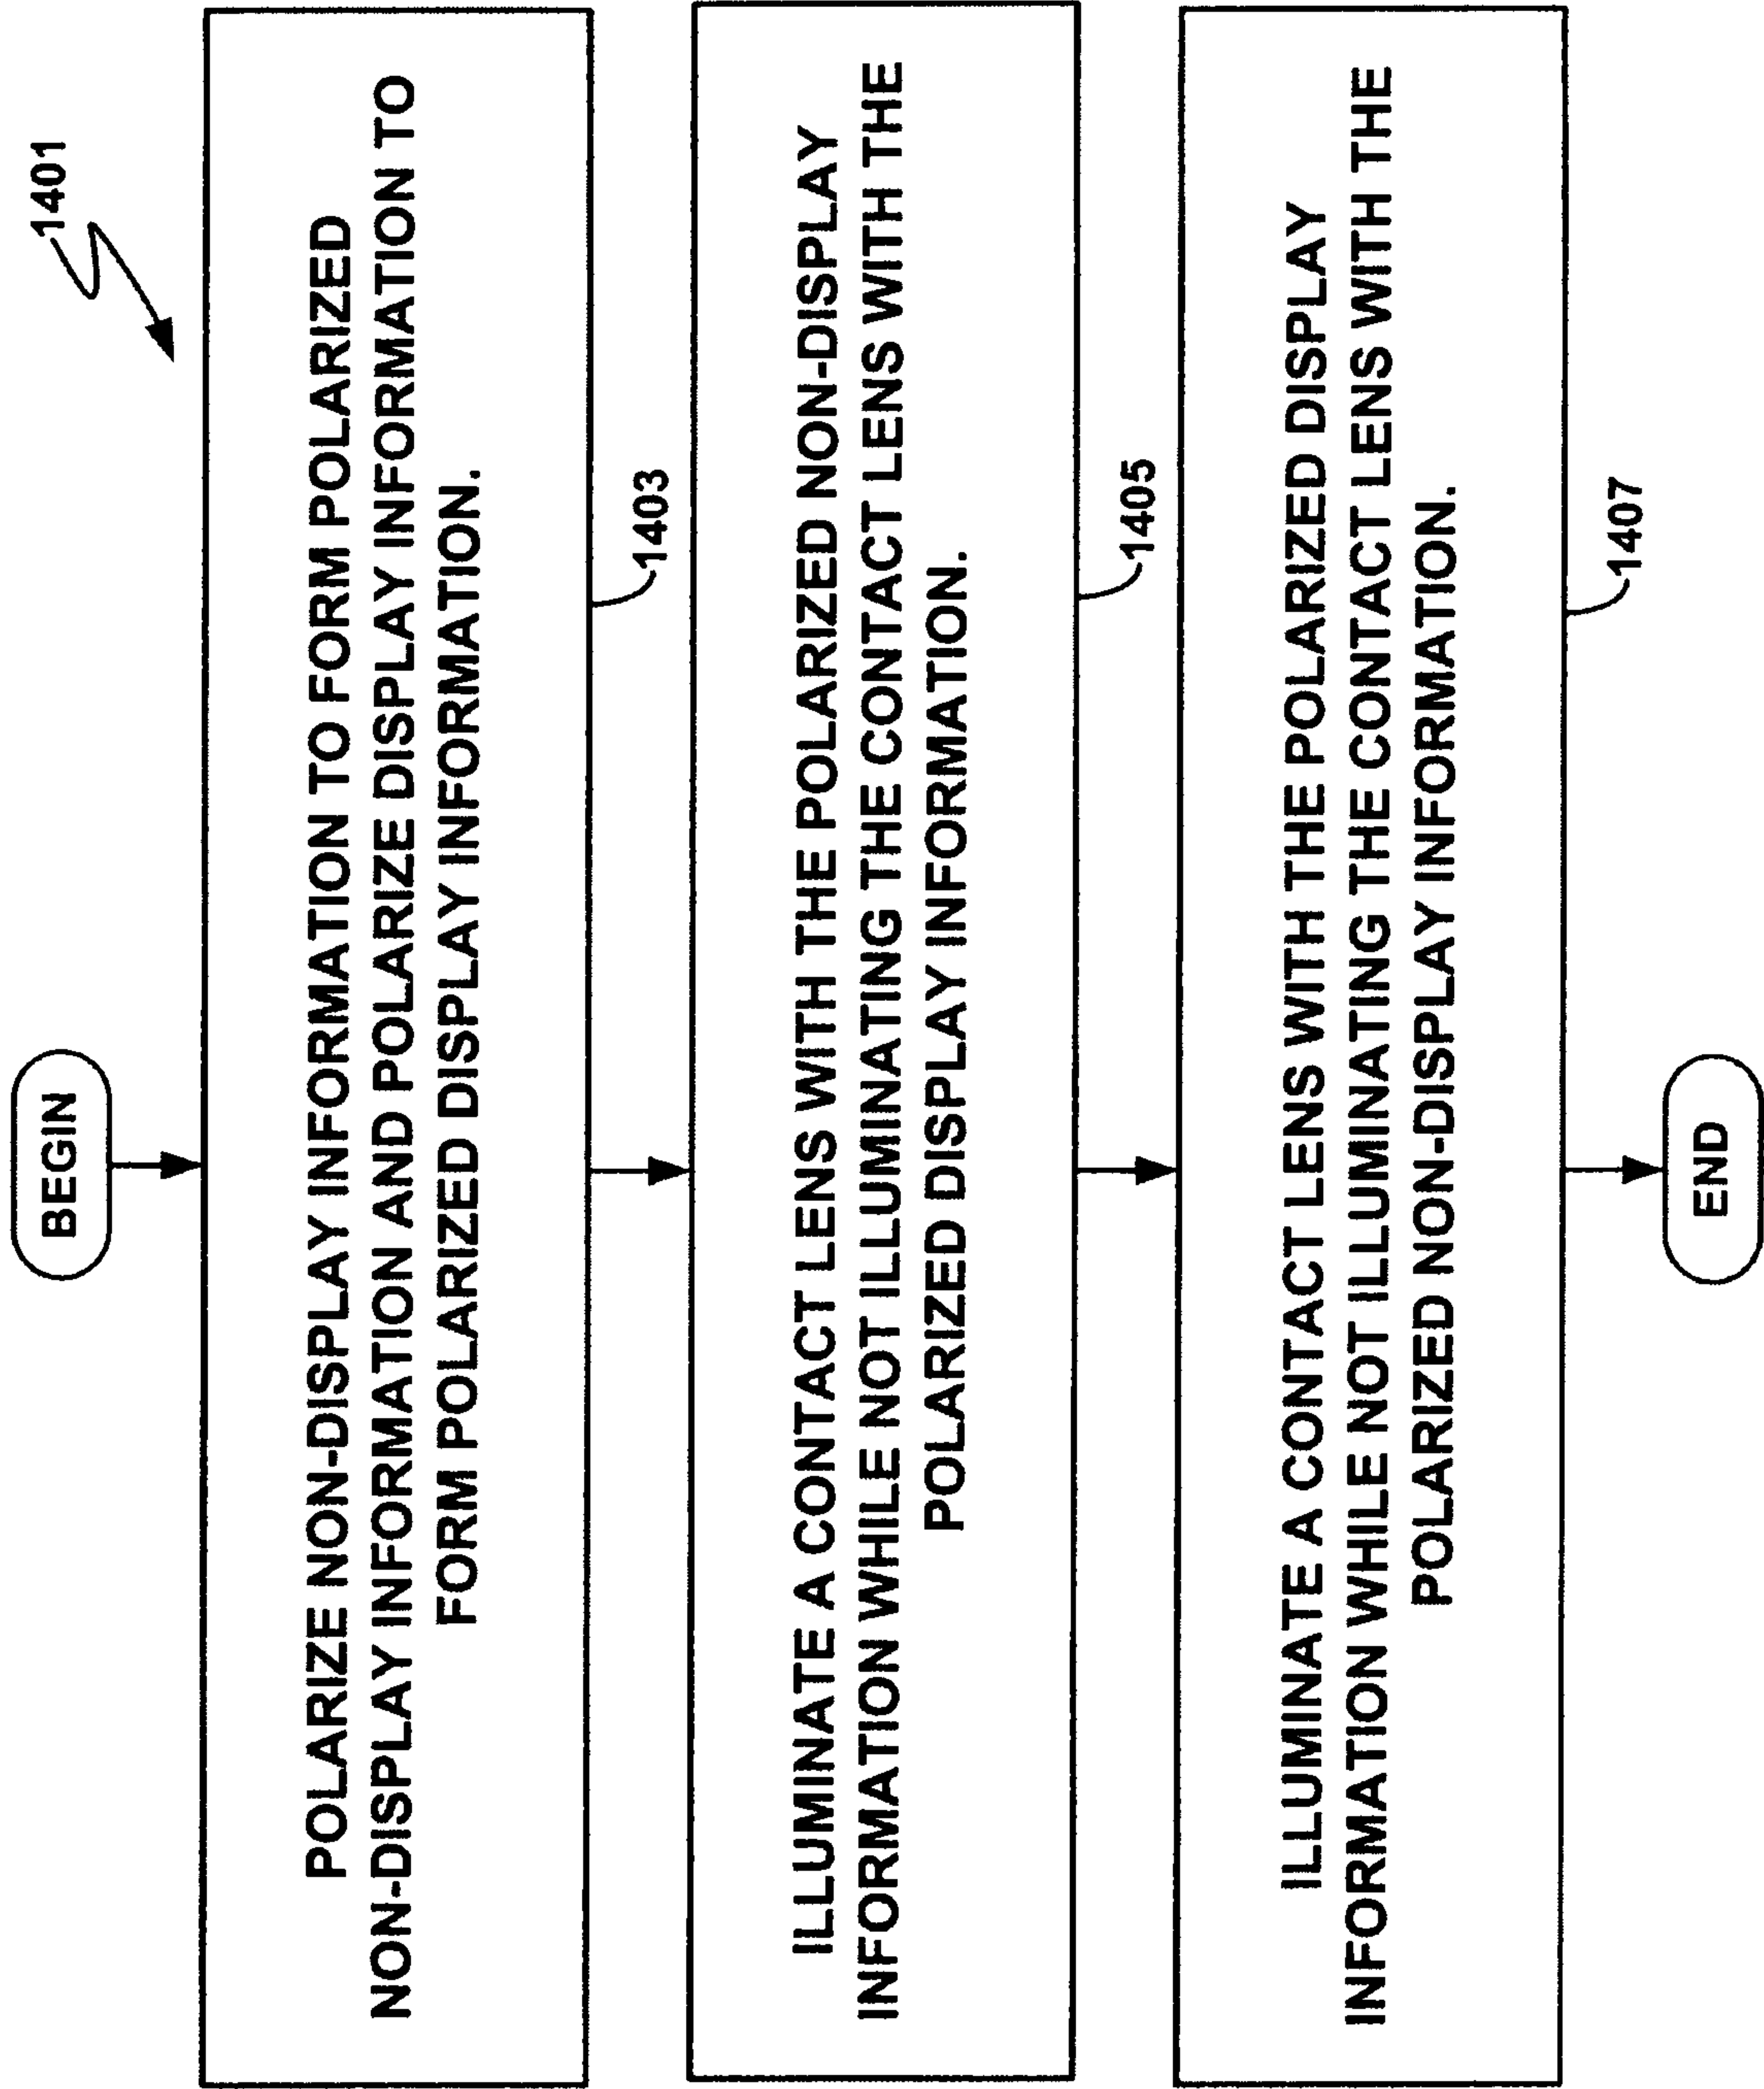 1401
BEGIN
POLARIZE NON-DISPLAY INFORMATION TO FORM POLARIZED
NON-DISPLAY INFORMATION AND POLARIZE DISPLAY INFORMATION TO
FORM POLARIZED DISPLAY INFORMATION.
1403
ILLUMINATE A CONTACT LENS WITH THE POLARIZED NON-DISPLAY
INFORMATION WHILE NOT ILLUMINATING THE CONTACT LENS WITH THE
POLARIZED DISPLAY INFORMATION.
1405
ILLUMINATE A CONTACT LENS WITH THE POLARIZED DISPLAY
INFORMATION WHILE NOT ILLUMINATING THE CONTACT LENS WITH THE
POLARIZED NON-DISPLAY INFORMATION.
1407
END